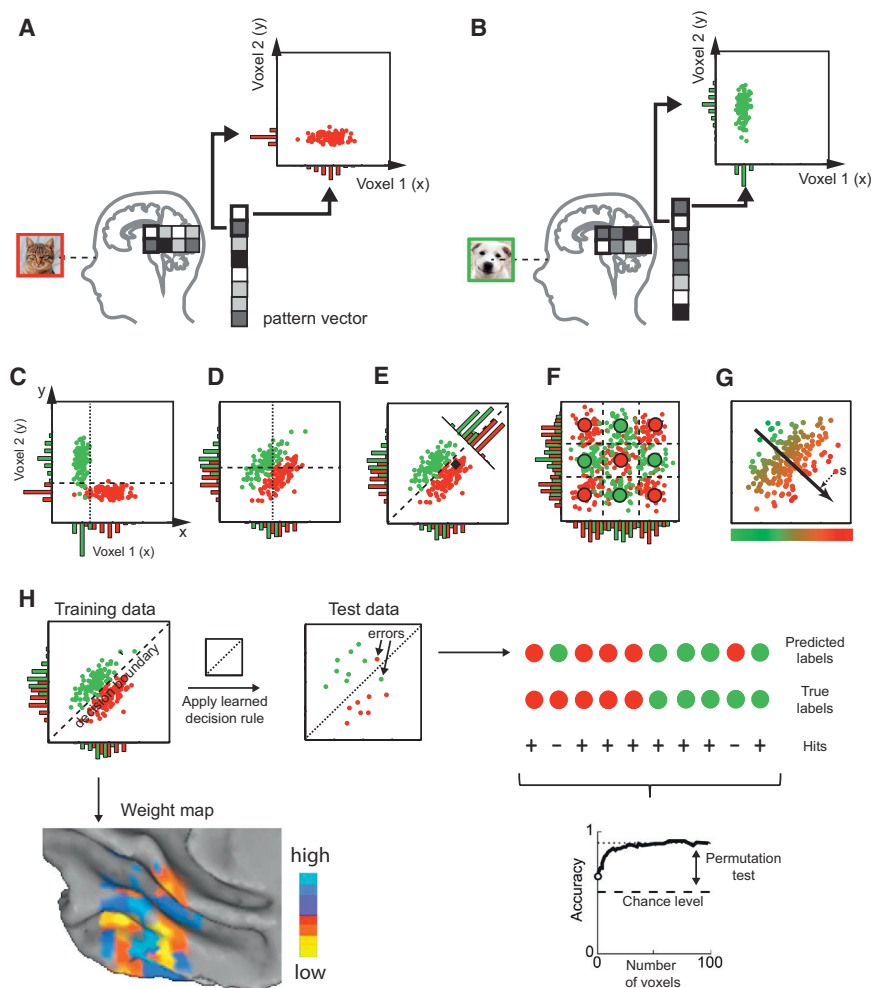 A
Voxel 2 (y)
Voxel 1 (x)
pattern vector
B
Voxel 2 (y)
Voxel 1 (x)
C
y
Voxel 2 (y)
x
Voxel 1 (x)
D
E
F
G
s
H
Training data
decision boundary
Apply learned
decision rule
Test data
errors
Predicted
labels
True
labels
+ – + + + + + + – +
Hits
Weight map
high
low
1
Accuracy
Permutation
test
Chance level
0
0
100
Number
of voxels